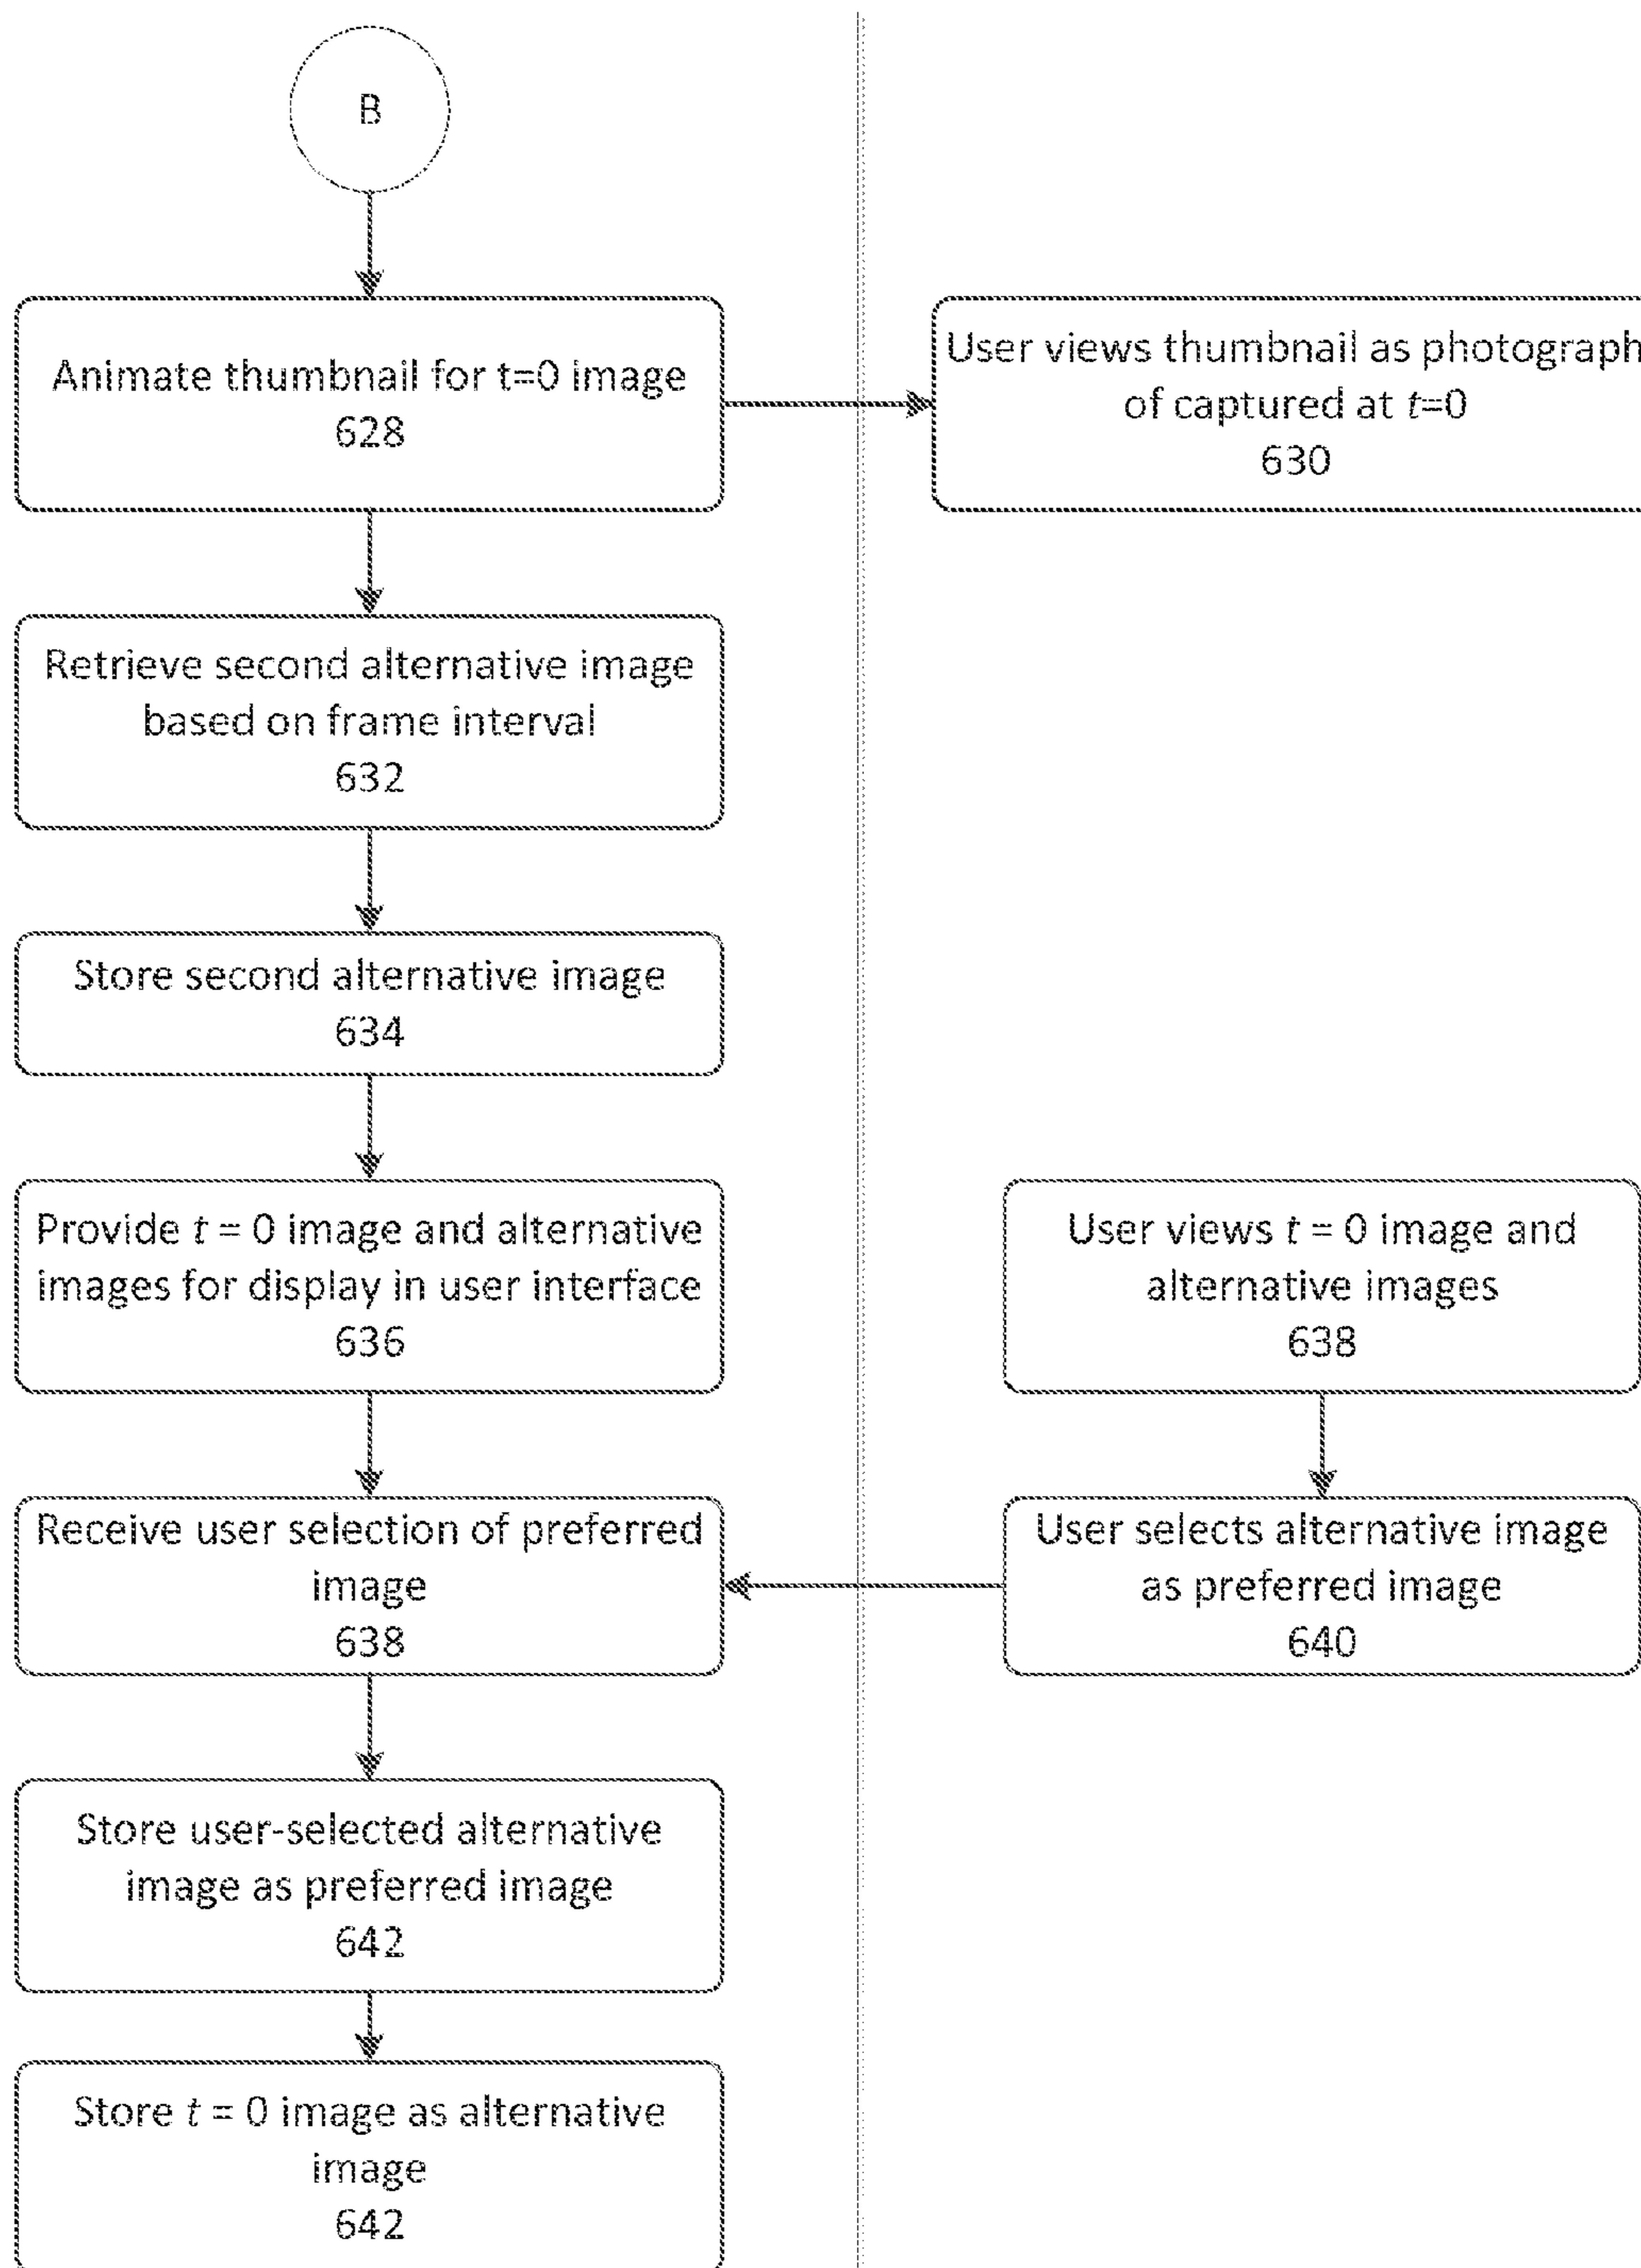 B
Animate thumbnail for t=0 image
628
User views thumbnail as photograph
of captured at t=0
630
Retrieve second alternative image
based on frame interval
632
Store second alternative image
634
Provide t = 0 image and alternative
images for display in user interface
636
User views t = 0 image and
alternative images
638
Receive user selection of preferred
image
638
User selects alternative image
as preferred image
640
Store user-selected alternative
image as preferred image
642
Store t = 0 image as alternative
image
642